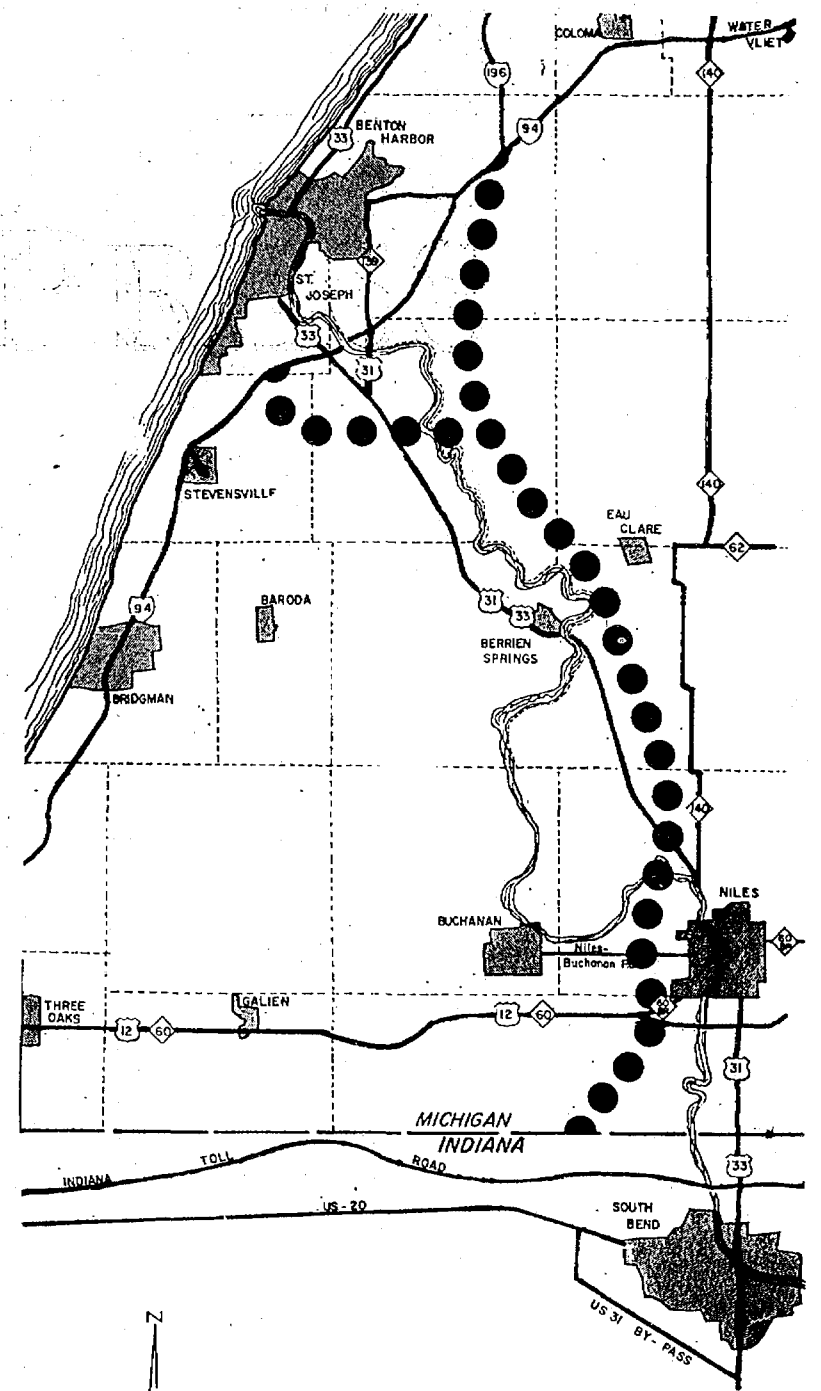 COLOMA
WATER
VLIET
196
140
94
33
BENTON
HARBOR
139
ST.
JOSEPH
33
31
STEVENSVILLE
140
EAU
CLARE
62
94
BARODA
31
33
BERRIEN
SPRINGS
BRIDGMAN
140
NILES
BUCHANAN
Niles-
Buchanan
60
THREE
OAKS
GALIEN
12
60
12
60
60
31
MICHIGAN
INDIANA
INDIANA TOLL ROAD
33
US-20
SOUTH
BEND
US 31 BY-PASS
N